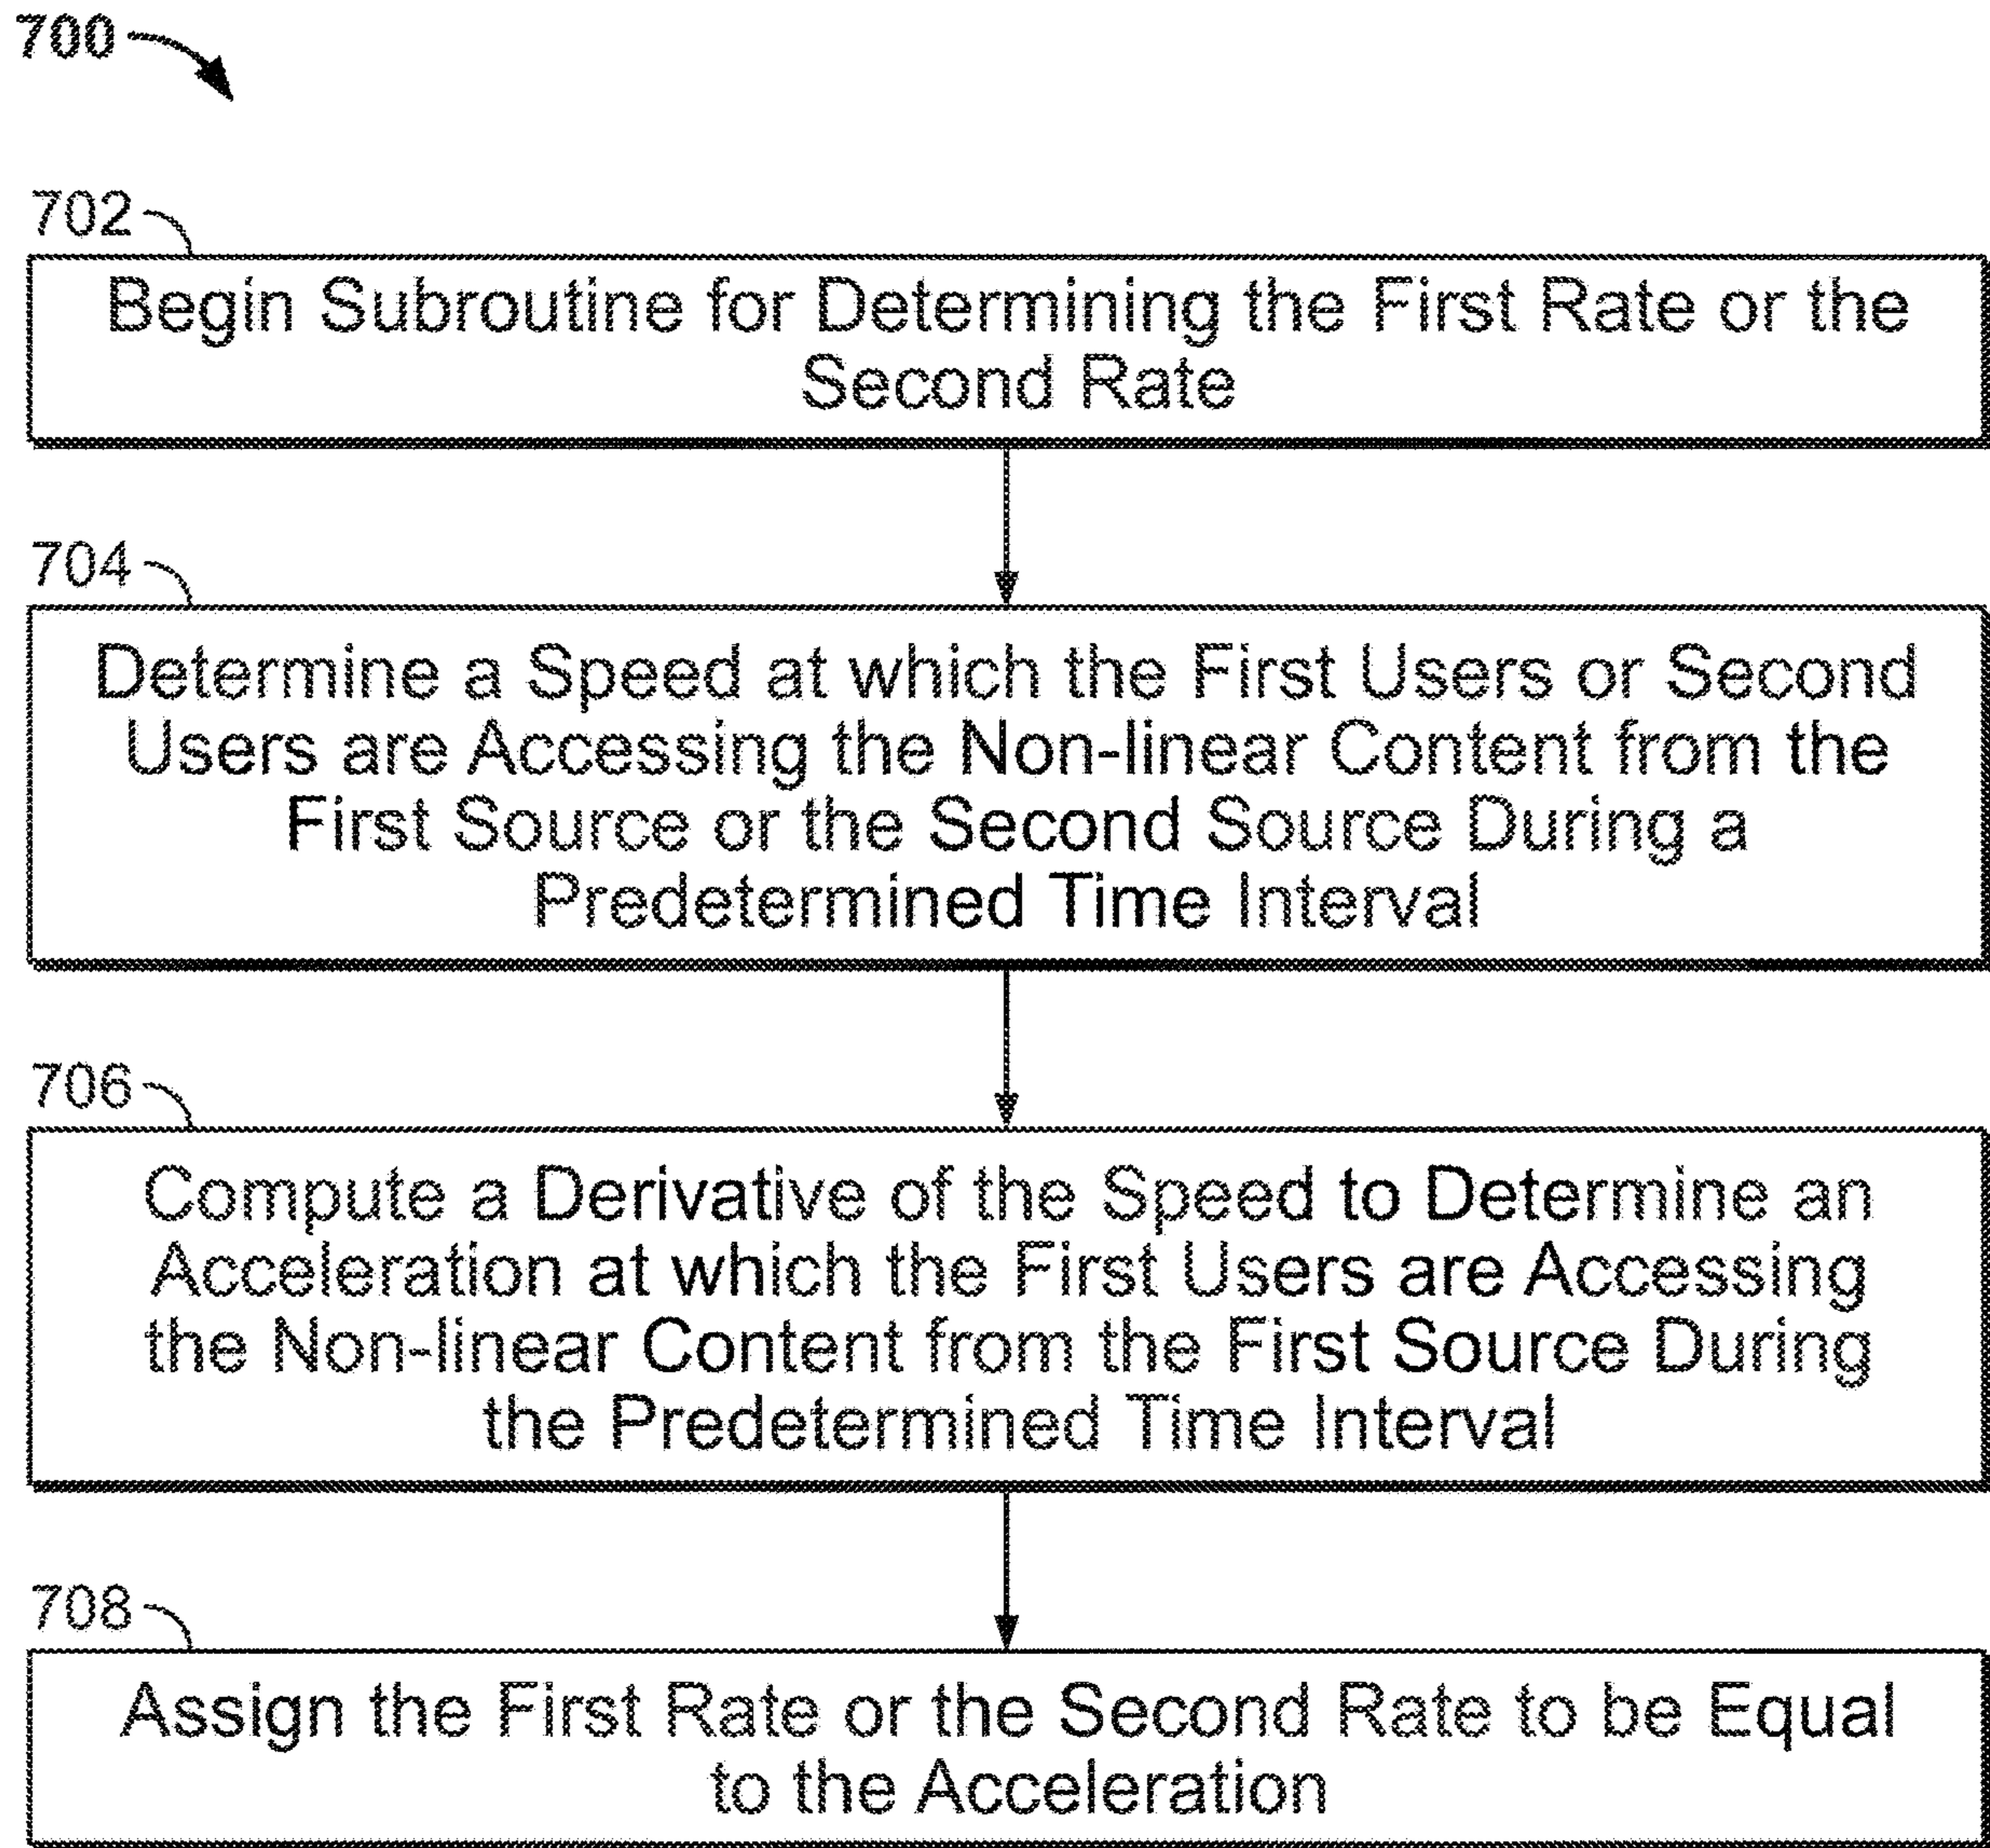 700
702
Begin Subroutine for Determining the First Rate or the
Second Rate
704
Determine a Speed at which the First Users or Second
Users are Accessing the Non-linear Content from the
First Source or the Second Source During a
Predetermined Time Interval
706
Compute a Derivative of the Speed to Determine an
Acceleration at which the First Users are Accessing
the Non-linear Content from the First Source During
the Predetermined Time Interval
708
Assign the First Rate or the Second Rate to be Equal
to the Acceleration